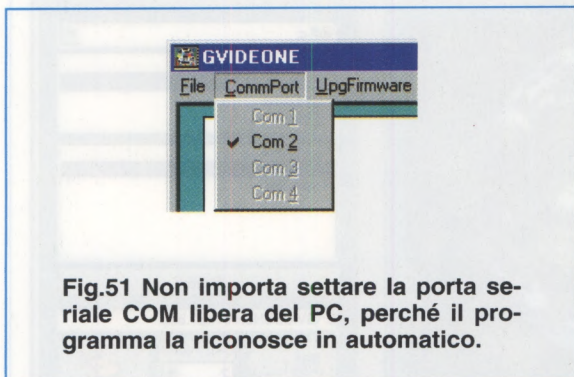 GVIDEONE
File CommPort UpgFirmware
Com 1
✔ Com 2
Com 3
Com 4
Fig.51 Non importa settare la porta se-
riale COM libera del PC, perché il pro-
gramma la riconosce in automatico.